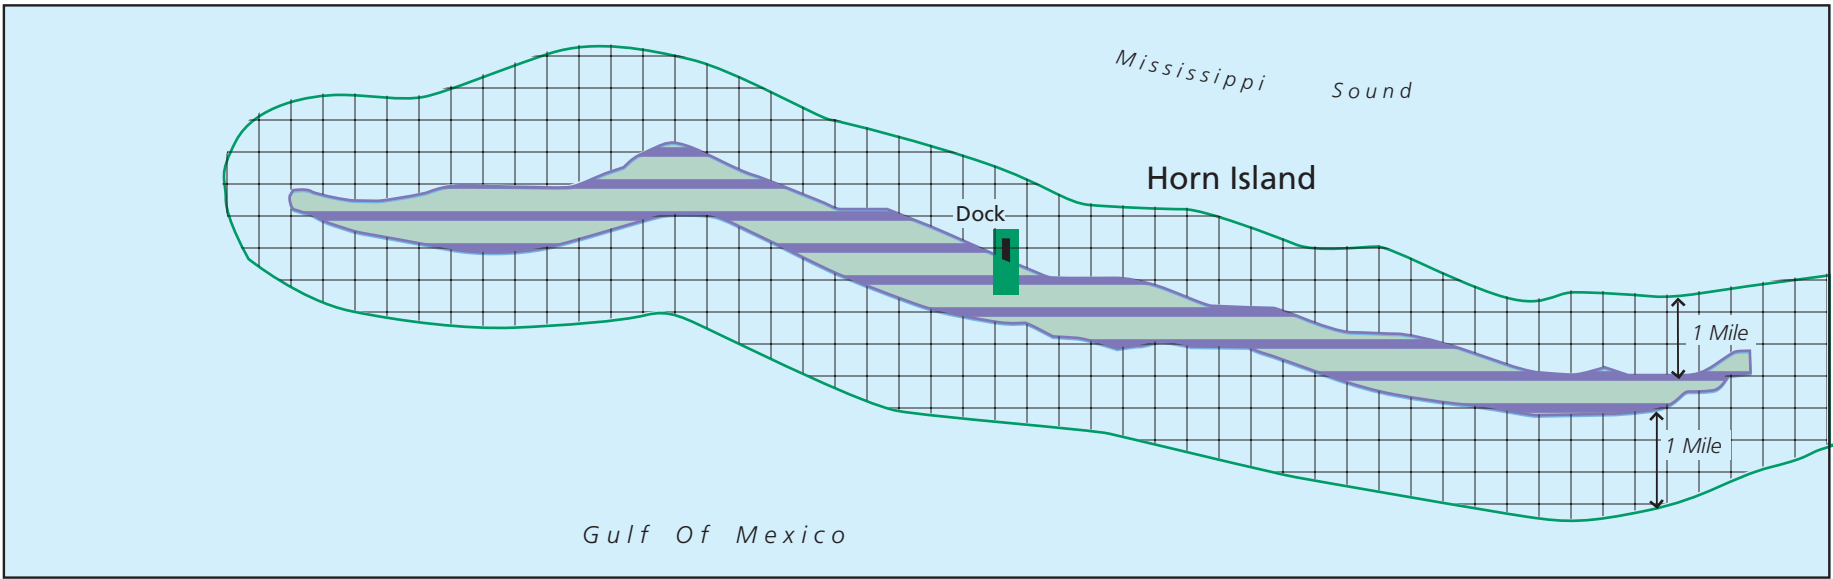 Mississippi Sound
Horn Island
Dock
1 Mile
1 Mile
Gulf Of Mexico